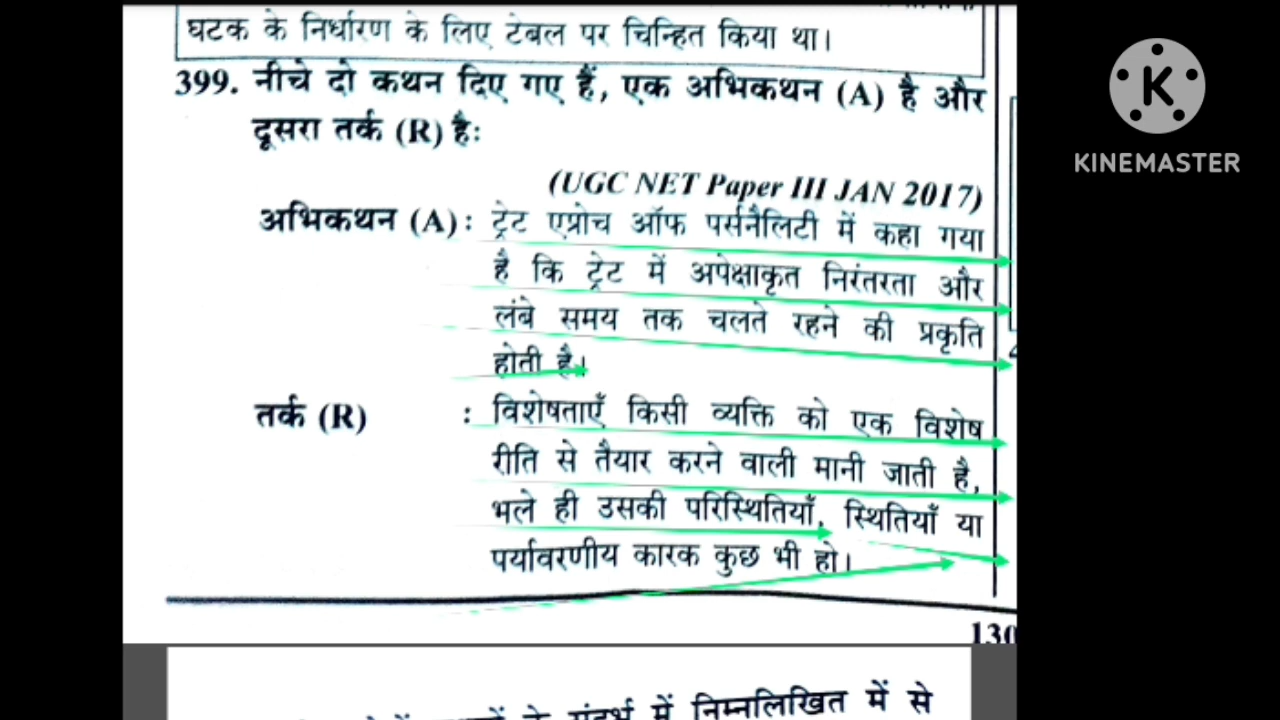 घटक के निर्धारण के लिए टेबल पर चिन्हित किया था।
399. नीचे दो कथन दिए गए हैं, एक अभिकथन (A) है और
दूसरा तर्क (R) है:
(UGC NET Paper III JAN 2017)
अभिकथन (A) : ट्रेट एप्रोच ऑफ पर्सनैलिटी में कहा गया
है कि ट्रेट में अपेक्षाकृत निरंतरता और
लंबे समय तक चलते रहने की प्रकृति
होती है।
तर्क (R) : विशेषताएँ किसी व्यक्ति को एक विशेष
रीति से तैयार करने वाली मानी जाती है,
भले ही उसकी परिस्थितियाँ, स्थितियाँ या
पर्यावरणीय कारक कुछ भी हो।
130
में निम्नलिखित में से
K
KINEMASTER